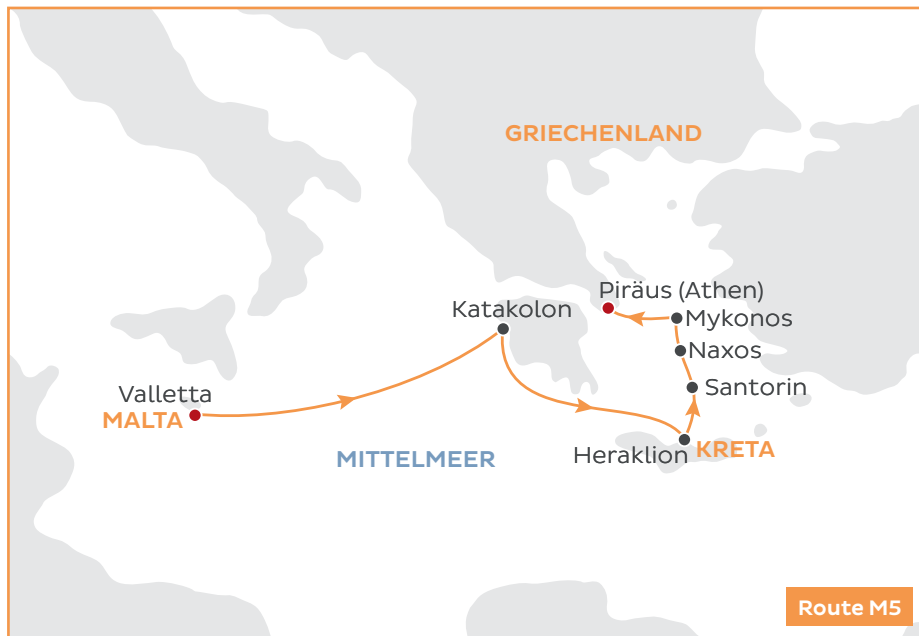 GRIECHENLAND
Piräus (Athen)
Katakolon
Mykonos
Naxos
Santorin
Valletta
MALTA
KRETA
Heraklion
MITTELMEER
Route M5